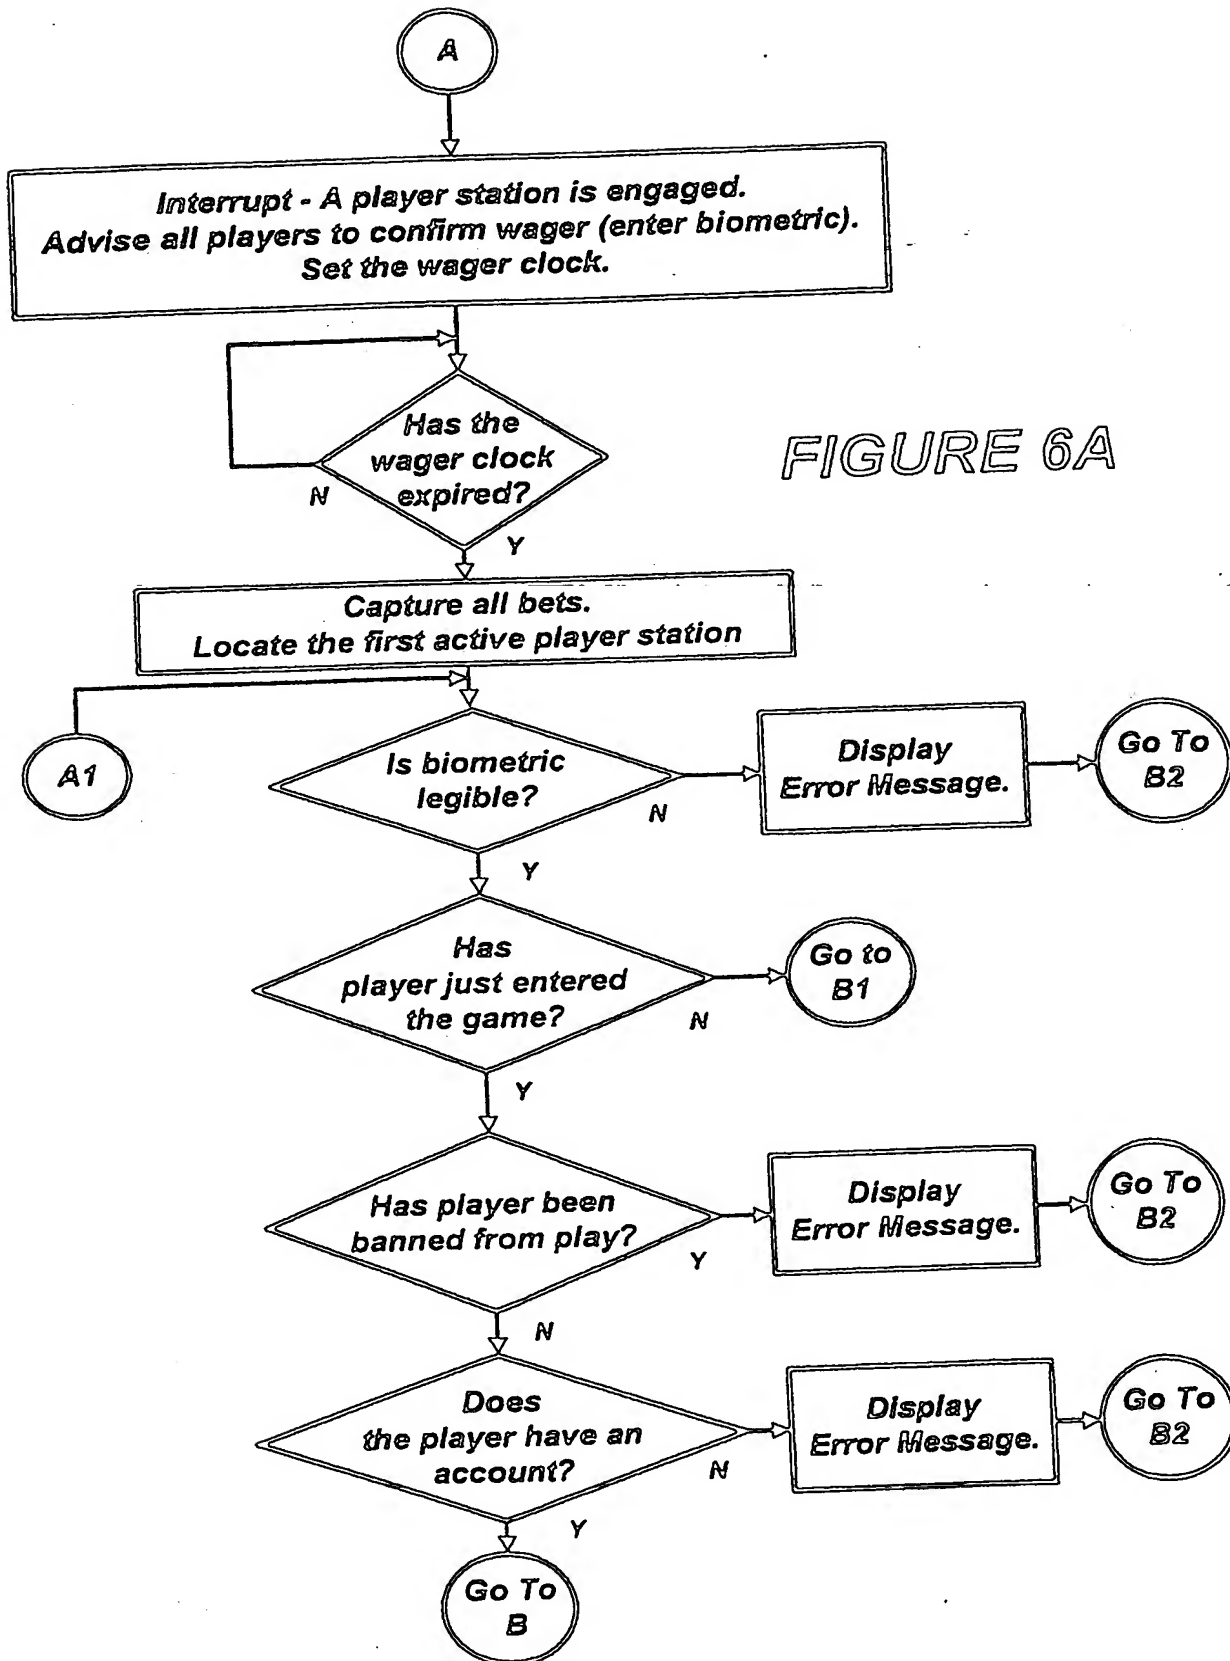 A
Interrupt - A player station is engaged.
Advise all players to confirm wager (enter biometric).
Set the wager clock.
Has the
wager clock
expired?
N
Y
FIGURE 6A
Capture all bets.
Locate the first active player station
A1
Is biometric
legible?
N
Y
Display
Error Message.
Go To
B2
Has
player just entered
the game?
N
Y
Go to
B1
Has player been
banned from play?
Y
N
Display
Error Message.
Go To
B2
Does
the player have an
account?
N
Y
Display
Error Message.
Go To
B2
Go To
B